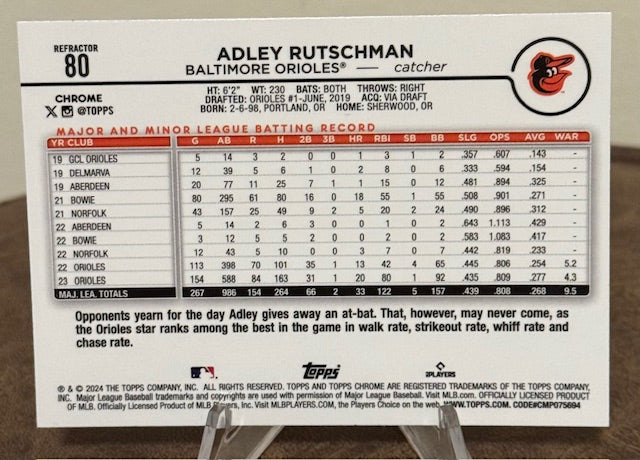 REFRACTOR
80
ADLEY RUTSCHMAN
BALTIMORE ORIOLES® — catcher
CHROME
@TOPPS
HT: 6'2" WT: 230 BATS: BOTH THROWS: RIGHT
DRAFTED: ORIOLES #1-JUNE, 2019 ACQ: VIA DRAFT
BORN: 2-6-98, PORTLAND, OR HOME: SHERWOOD, OR
MAJOR AND MINOR LEAGUE BATTING RECORD
YR CLUB G AB R H 2B 3B HR RBI SB BB SLG OPS AVG WAR
19 GCL ORIOLES 5 14 3 2 0 0 1 3 1 2 .357 .607 .143 -
19 DELMARVA 12 39 5 6 1 0 2 8 0 6 .333 .594 .154 -
19 ABERDEEN 20 77 11 25 7 1 1 15 0 12 .481 .894 .325 -
21 BOWIE 80 295 61 80 16 0 18 55 1 55 .508 .901 .271 -
21 NORFOLK 43 157 25 49 9 2 5 20 2 24 .490 .896 .312 -
22 ABERDEEN 5 14 2 6 3 0 0 1 0 2 .643 1.113 .429 -
22 BOWIE 3 12 5 5 2 0 0 2 0 2 .583 1.083 .417 -
22 NORFOLK 12 43 5 10 0 0 3 7 0 7 .442 .819 .233 -
22 ORIOLES 113 398 70 101 35 1 13 42 4 65 .445 .806 .254 5.2
23 ORIOLES 154 588 84 163 31 1 20 80 1 92 .435 .809 .277 4.3
MAJ. LEA. TOTALS 267 986 154 264 66 2 33 122 5 157 .439 .808 .268 9.5
Opponents yearn for the day Adley gives away an at-bat. That, however, may never come, as
the Orioles star ranks among the best in the game in walk rate, strikeout rate, whiff rate and
chase rate.
Topps
PLAYERS
® & © 2024 THE TOPPS COMPANY, INC. ALL RIGHTS RESERVED. TOPPS AND TOPPS CHROME ARE REGISTERED TRADEMARKS OF THE TOPPS COMPANY,
INC. Major League Baseball trademarks and copyrights are used with permission of Major League Baseball. Visit MLB.com. OFFICIALLY LICENSED PRODUCT
OF MLB. Officially Licensed Product of MLB Inc. Visit MLBPLAYERS.COM, the Players Choice on the web. WWW.TOPPS.COM. CODE#CMP075694